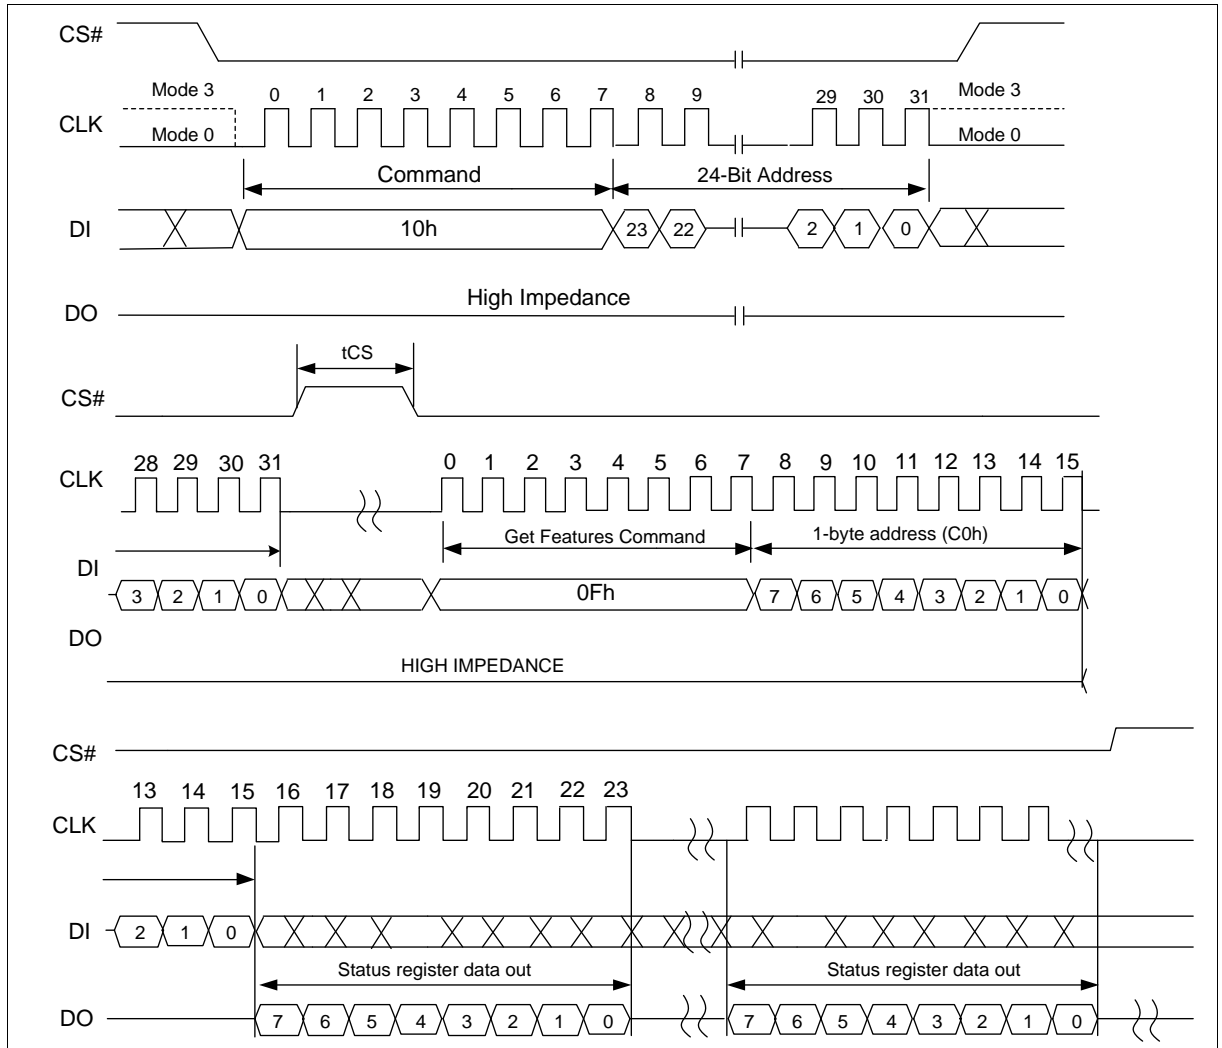 CS#
Mode 3
0 1 2 3 4 5 6 7 8 9 29 30 31
Mode 3
CLK
Mode 0
Mode 0
Command
24-Bit Address
DI
10h
23 22 2 1 0
High Impedance
DO
tCS
CS#
28 29 30 31 0 1 2 3 4 5 6 7 8 9 10 11 12 13 14 15
CLK
Get Features Command
1-byte address (C0h)
DI
3 2 1 0 0Fh 7 6 5 4 3 2 1 0
DO
HIGH IMPEDANCE
CS#
13 14 15 16 17 18 19 20 21 22 23
CLK
DI
2 1 0
Status register data out
Status register data out
DO
7 6 5 4 3 2 1 0 7 6 5 4 3 2 1 0